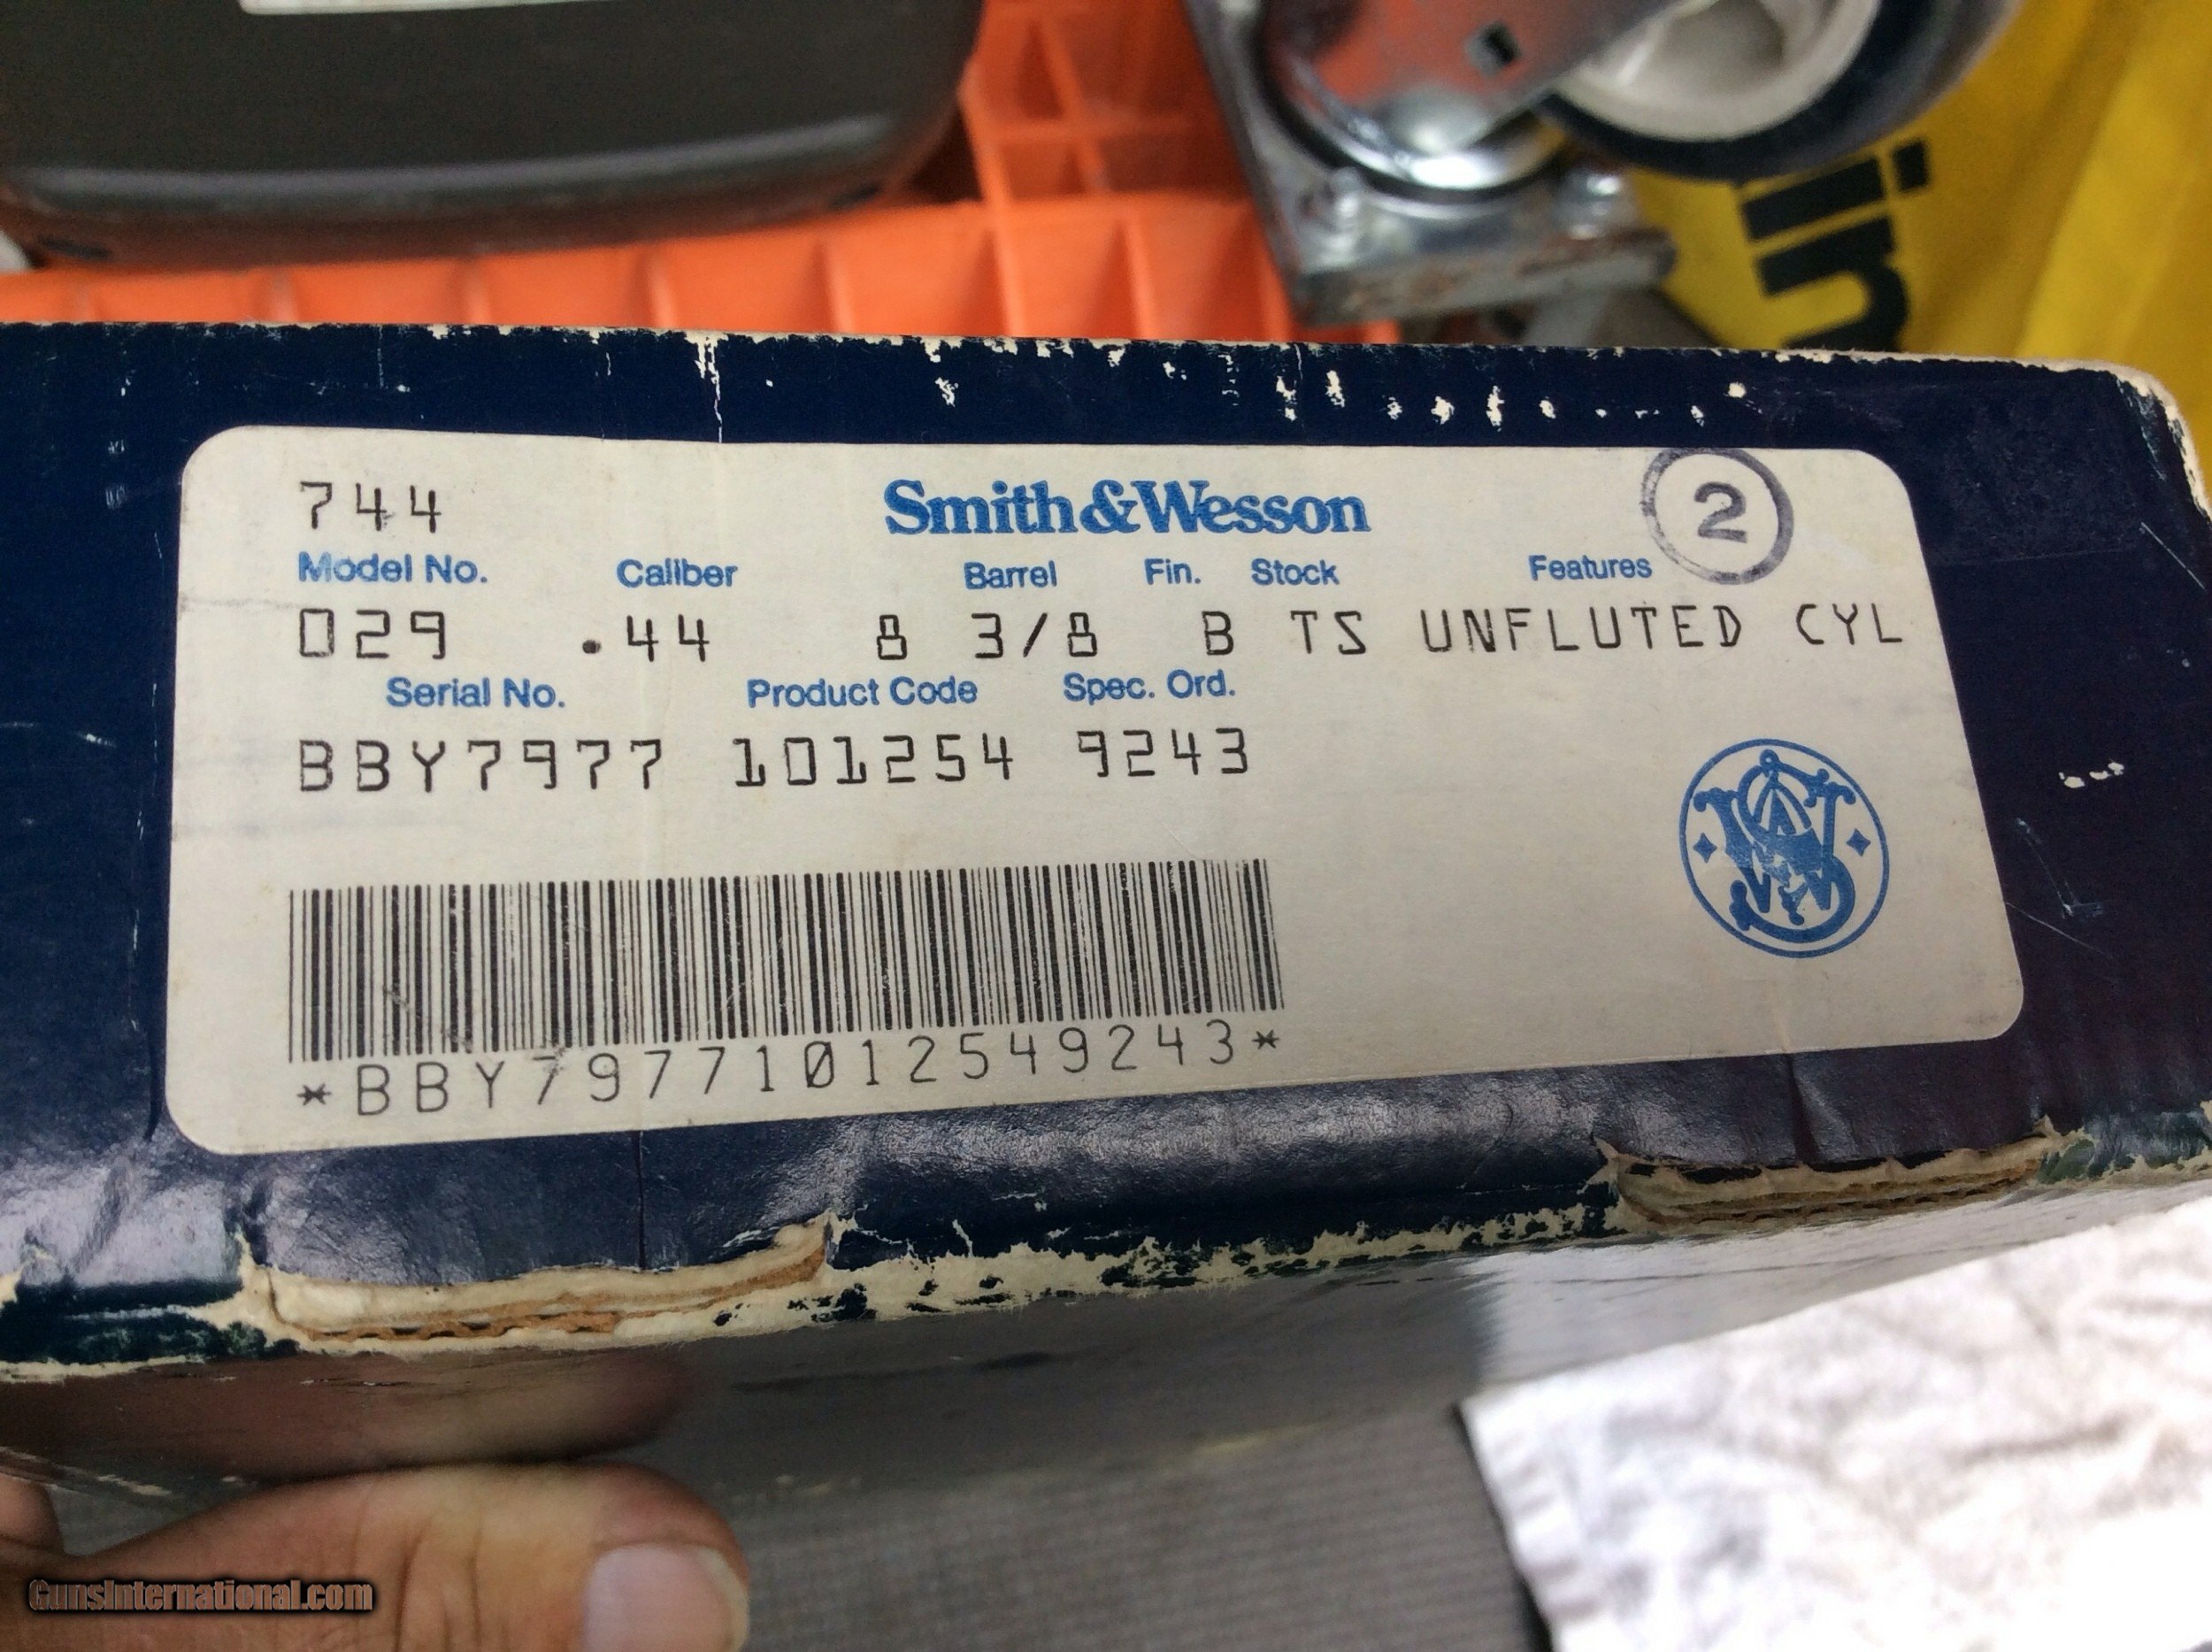 744 Smith&Wesson 2
Model No. Caliber Barrel Fin. Stock Features
029 .44 8 3/8 B TS UNFLUTED CYL
Serial No. Product Code Spec. Ord.
BBY7977 101254 9243
*BBY79771012549243*
GunsInternational.com